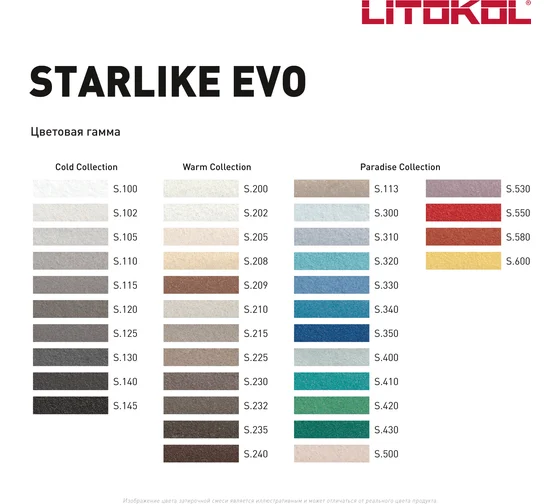 LITOKOL®
STARLIKE EVO
Цветовая гамма
Cold Collection
S.100
S.102
S.105
S.110
S.115
S.120
S.125
S.130
S.140
S.145
Warm Collection
S.200
S.202
S.205
S.208
S.209
S.210
S.215
S.225
S.230
S.232
S.235
S.240
Paradise Collection
S.113
S.300
S.310
S.320
S.330
S.340
S.350
S.400
S.410
S.420
S.430
S.500
S.530
S.550
S.580
S.600
Изображение цвета затирочной смеси является иллюстративным и может отличаться от реального цвета продукта